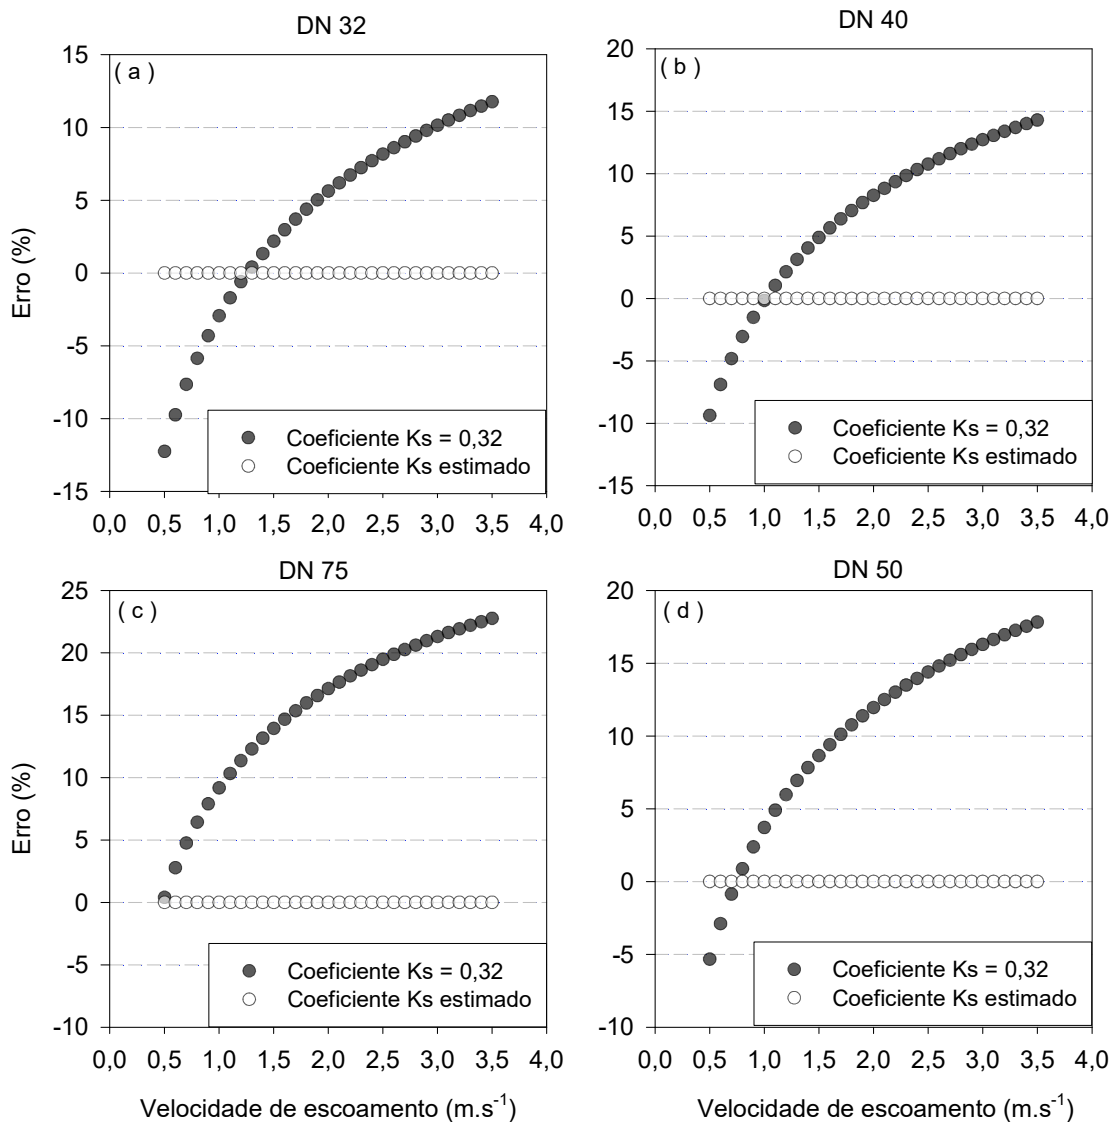 DN 32
( a )
Erro (%)
15
10
5
0
-5
-10
-15
Coeficiente Ks = 0,32
Coeficiente Ks estimado
0,0 0,5 1,0 1,5 2,0 2,5 3,0 3,5 4,0
DN 40
( b )
20
15
10
5
0
-5
-10
-15
Coeficiente Ks = 0,32
Coeficiente Ks estimado
0,0 0,5 1,0 1,5 2,0 2,5 3,0 3,5 4,0
DN 75
( c )
Erro (%)
25
20
15
10
5
0
-5
-10
Coeficiente Ks = 0,32
Coeficiente Ks estimado
0,0 0,5 1,0 1,5 2,0 2,5 3,0 3,5 4,0
Velocidade de escoamento (m.s⁻¹)
DN 50
( d )
20
15
10
5
0
-5
-10
Coeficiente Ks = 0,32
Coeficiente Ks estimado
0,0 0,5 1,0 1,5 2,0 2,5 3,0 3,5 4,0
Velocidade de escoamento (m.s⁻¹)